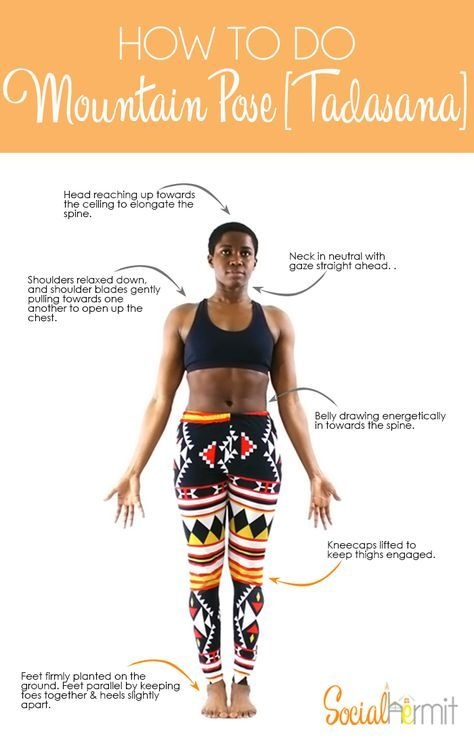 HOW TO DO
Mountain Pose [Tadasana]
Head reaching up towards
the ceiling to elongate the
spine.
Neck in neutral with
gaze straight ahead. .
Shoulders relaxed down,
and shoulder blades gently
pulling towards one
another to open up the
chest.
Belly drawing energetically
in towards the spine.
Kneecaps lifted to
keep thighs engaged.
Feet firmly planted on the
ground. Feet parallel by keeping
toes together & heels slightly
apart.
SocialHermit